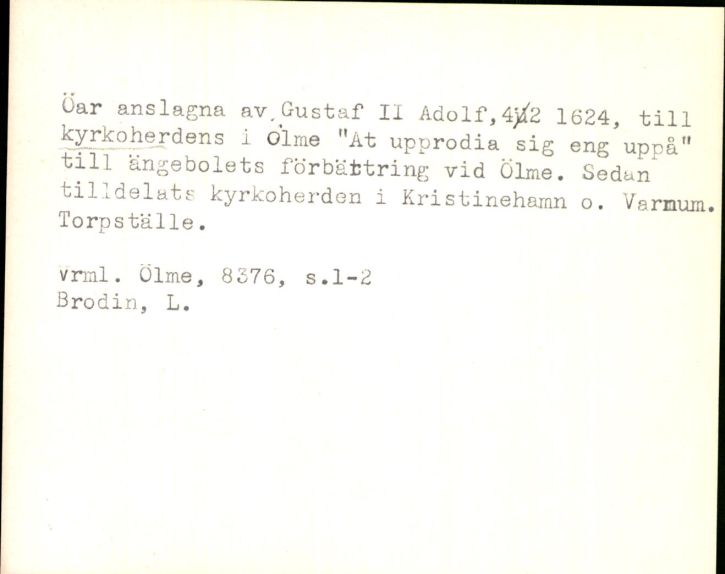 Öar anslagna av Gustaf II Adolf, 4/12 1624, till
kyrkoherdens i Ölme "At upprodia sig eng uppå"
till ängebolets förbättring vid Ölme. Sedan
tilldelats kyrkoherden i Kristinehamn o. Varnum.
Torpställe.

Vrml. Ölme, 8376, s.1-2
Brodin, L.